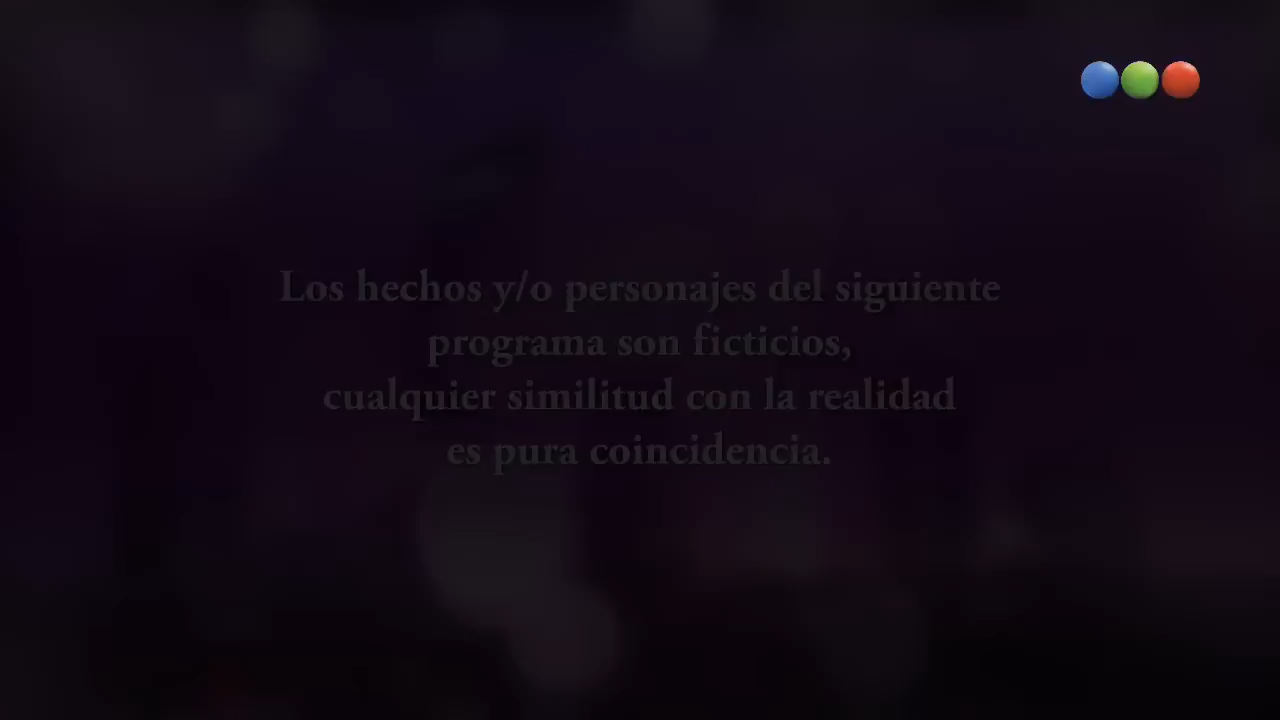 Los hechos y/o personajes del siguiente
programa son ficticios,
cualquier similitud con la realidad
es pura coincidencia.